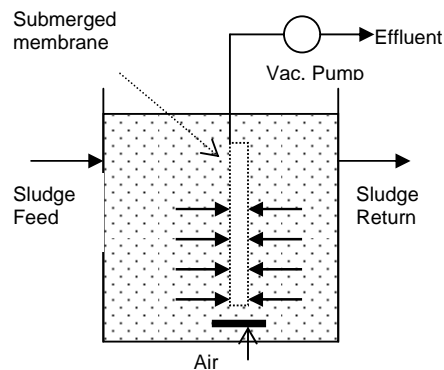 Submerged
membrane
Effluent
Vac. Pump
Sludge
Feed
Sludge
Return
Air